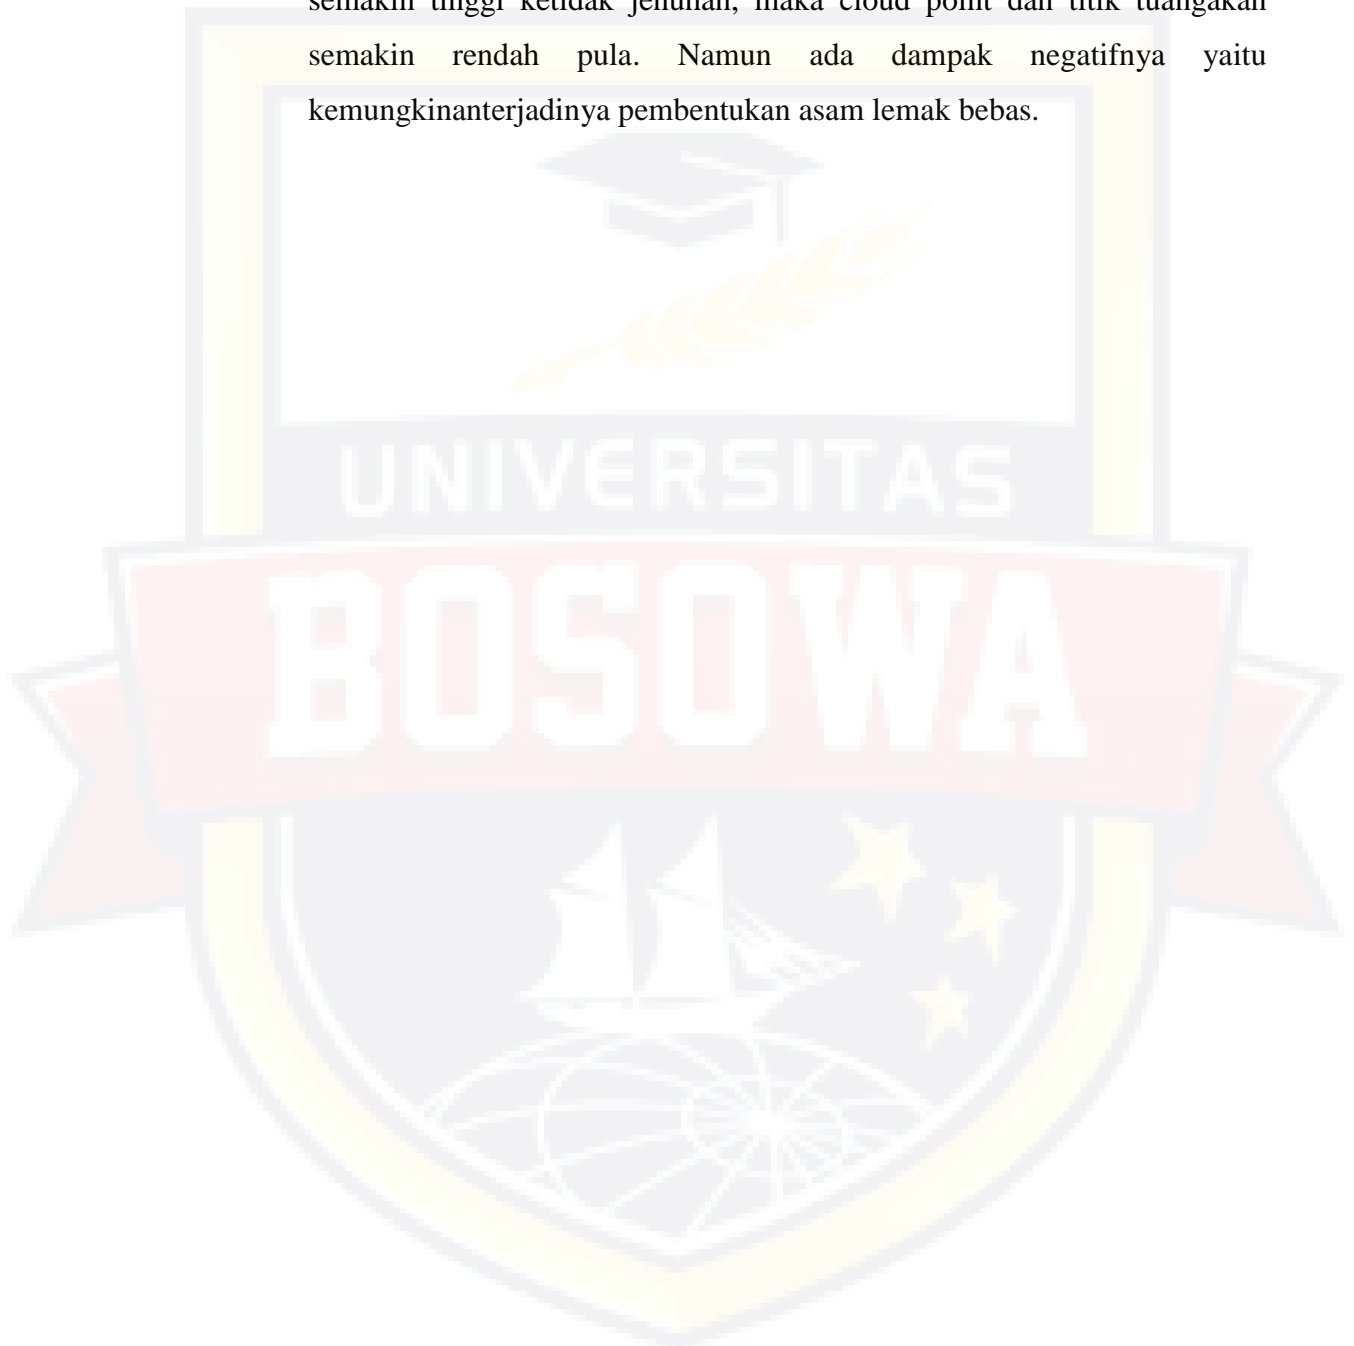 semakin tinggi ketidak jenuhan, maka cloud point dan titik tuangakan
semakin rendah pula. Namun ada dampak negatifnya yaitu
kemungkinanterjadinya pembentukan asam lemak bebas.
UNIVERSITAS
BOSOWA